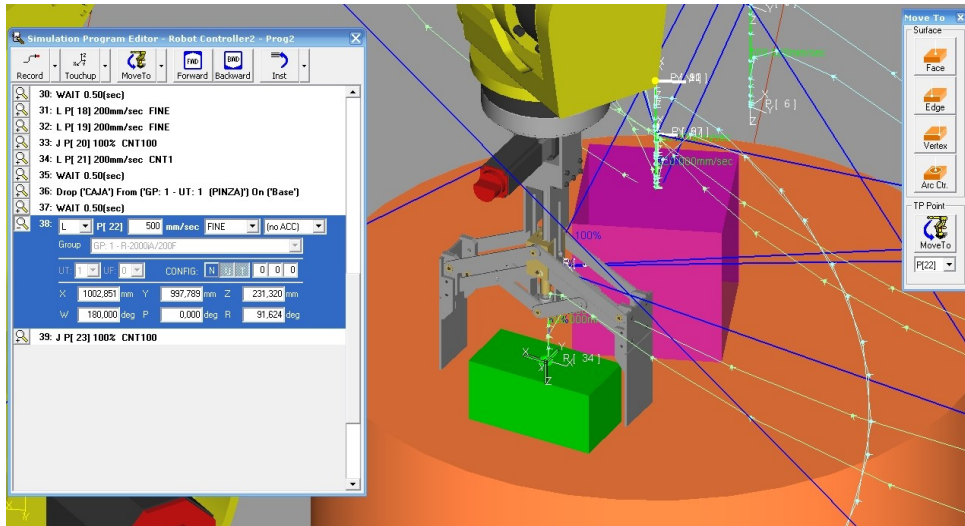 Simulation Program Editor - Robot Controller2 - Prog2
Record
Touchup
MoveTo
FWD
Forward
BWD
Backward
Inst
30: WAIT 0.50(sec)
31: L P[ 18] 200mm/sec FINE
32: L P[ 19] 200mm/sec FINE
33: J P[ 20] 100% CNT100
34: L P[ 21] 200mm/sec CNT1
35: WAIT 0.50(sec)
36: Drop ('CAJA') From ('GP: 1 - UT: 1 (PINZA)') On ('Base')
37: WAIT 0.50(sec)
38: L P[ 22] 500 mm/sec FINE (no ACC)
Group GP: 1 - R-2000iA/200F
UT 1 UF 0 CONFIG: N U T 0 0 0
X 1002,851 mm Y 997,789 mm Z 231,320 mm
W 180,000 deg P 0,000 deg R 91,624 deg
39: J P[ 23] 100% CNT100
Move To
Surface
Face
Edge
Vertex
Arc Ctr.
TP Point
MoveTo
P[22]
P[ 6]
Z
100%
X
Y
X
34]
Z